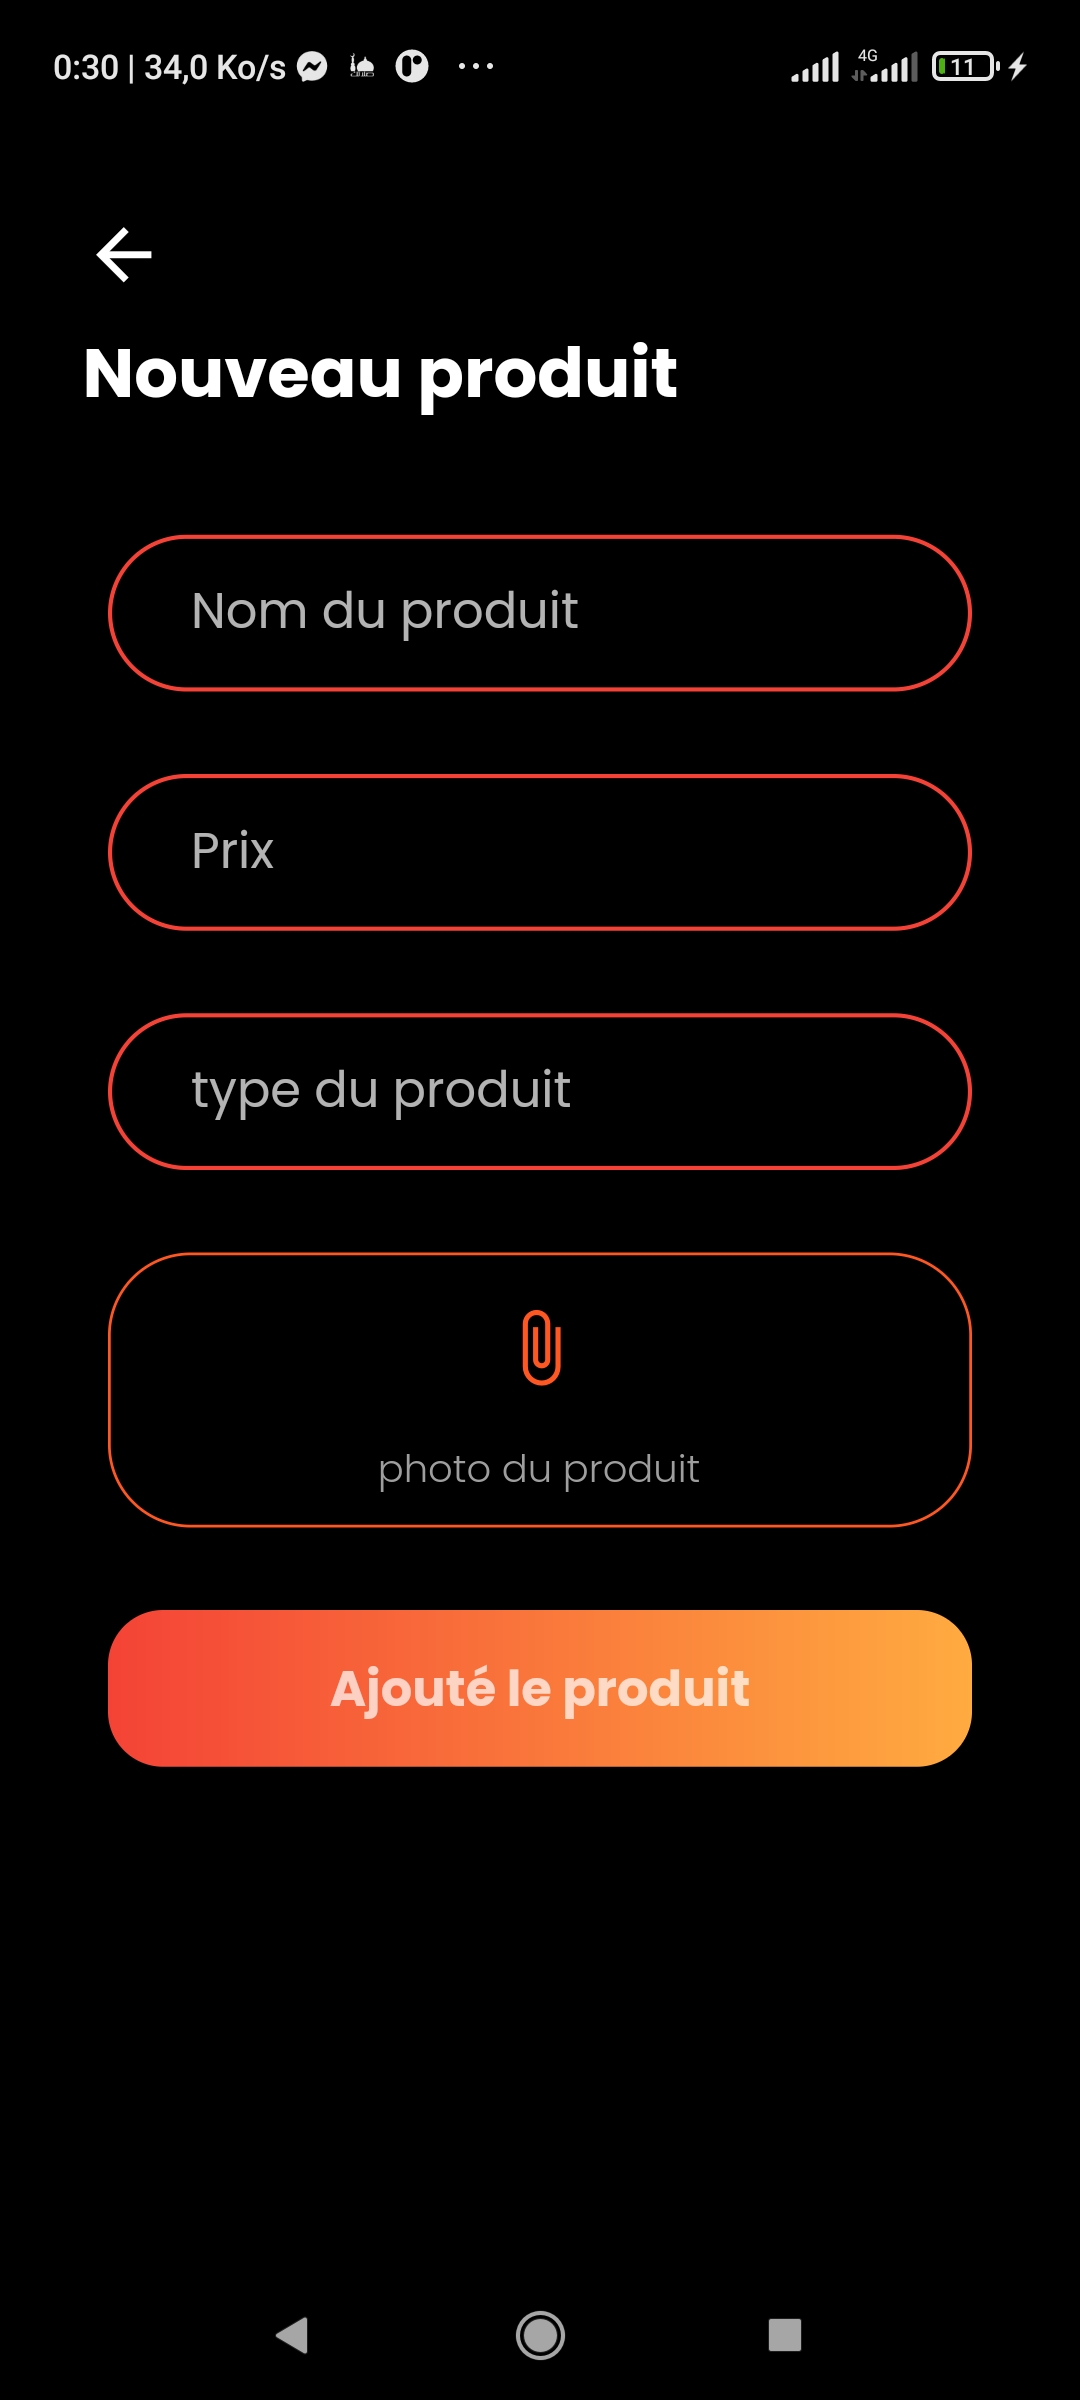 0:30 | 34,0 Ko/s 4G 11
Nouveau produit
Nom du produit
Prix
type du produit
photo du produit
Ajouté le produit